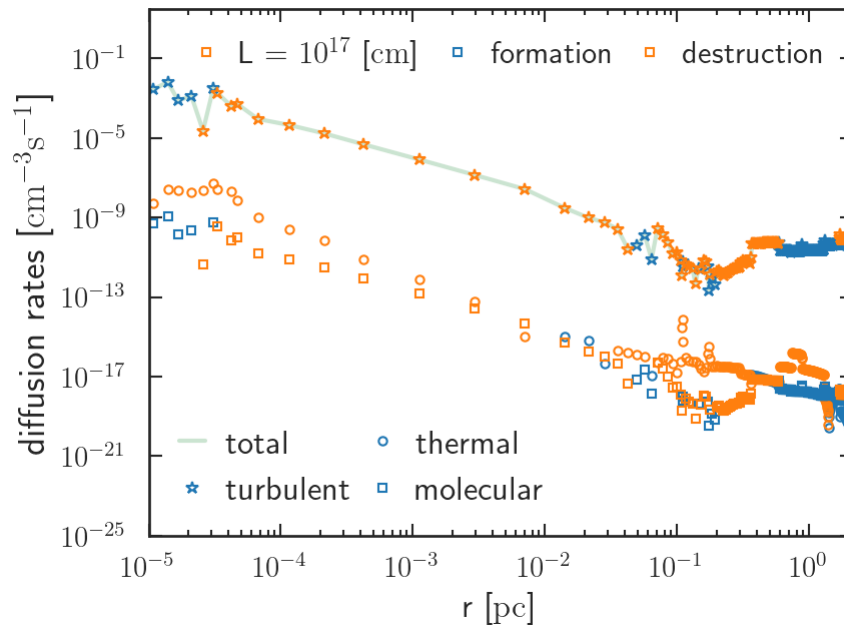 L = 10^17 [cm] formation destruction
10^-1
10^-5
10^-9
10^-13
10^-17
10^-21
10^-25
diffusion rates [cm^-3s^-1]
total thermal
turbulent molecular
10^-5 10^-4 10^-3 10^-2 10^-1 10^0
r [pc]